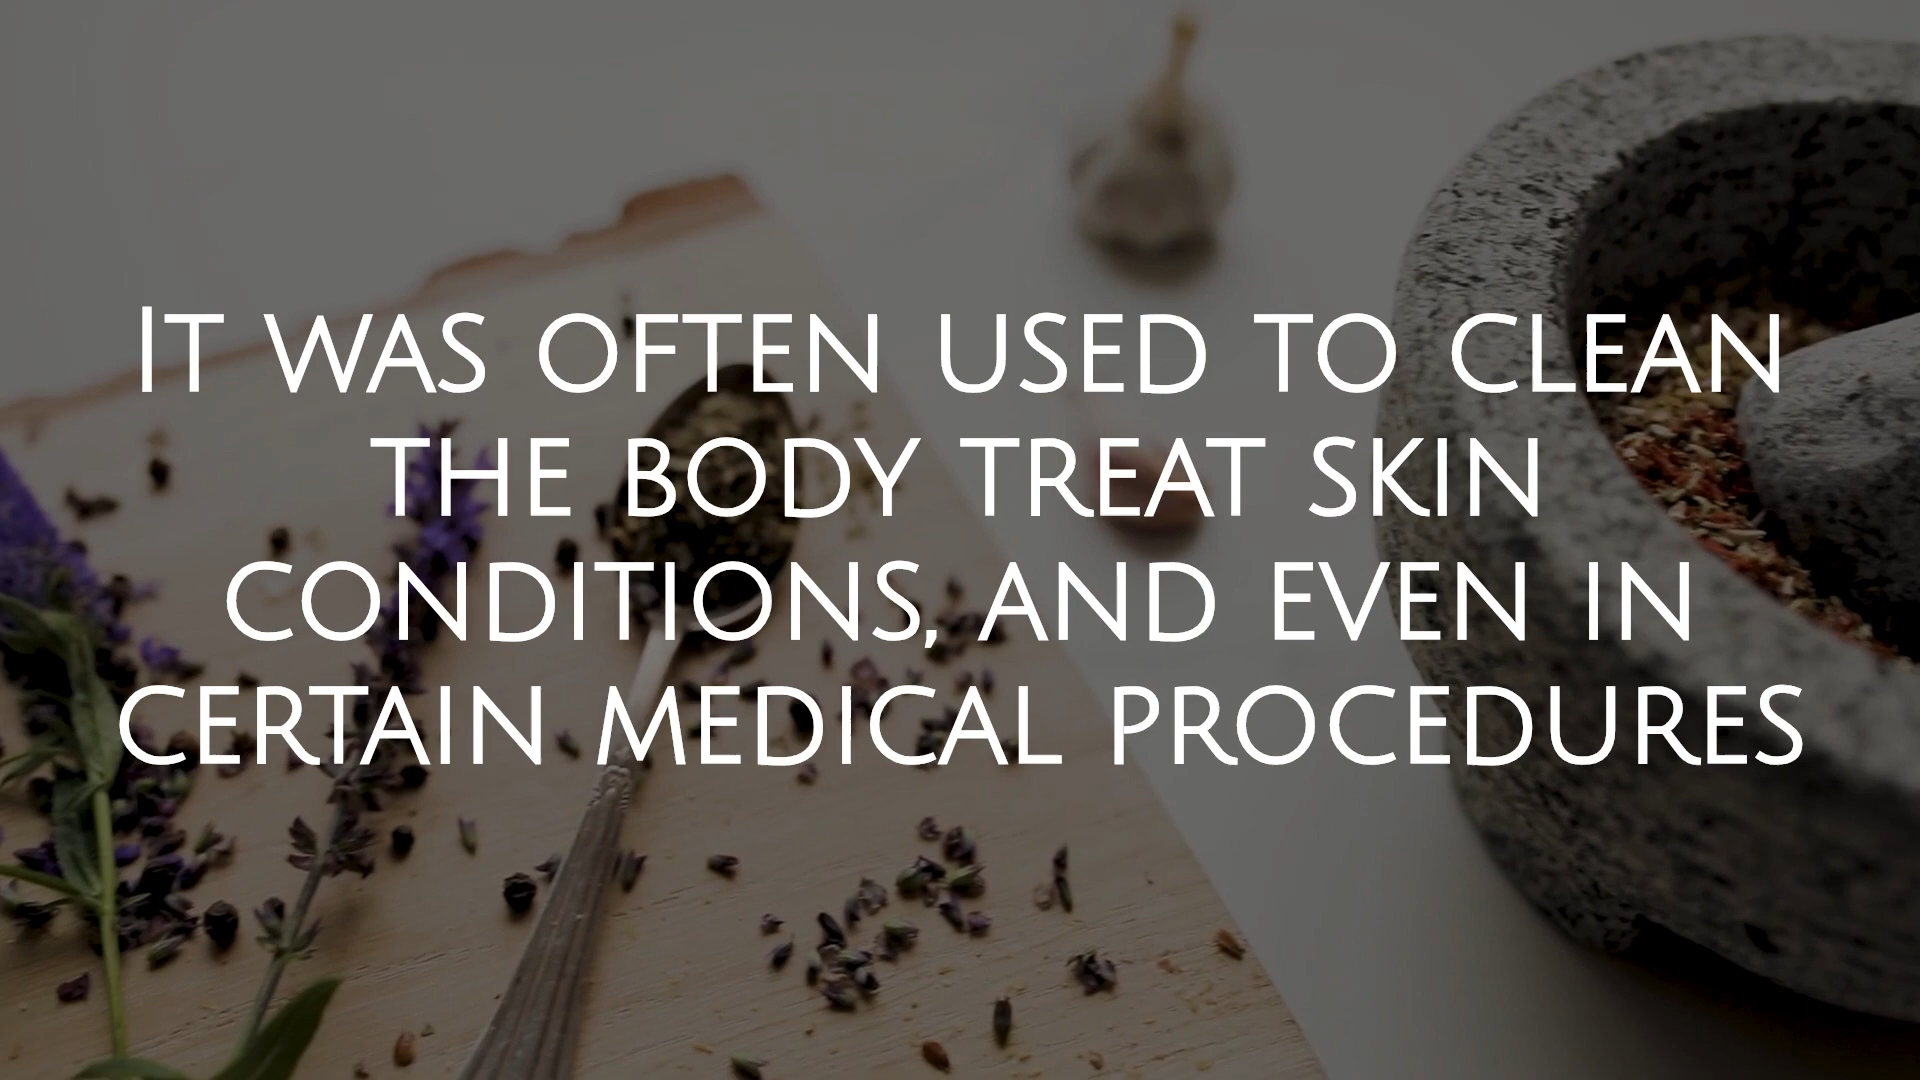 It was often used to clean
the body treat skin
conditions, and even in
certain medical procedures